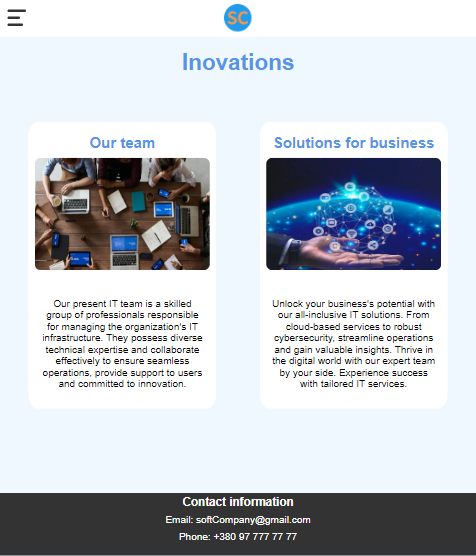 SC
Inovations
Our team
Our present IT team is a skilled
group of professionals responsible
for managing the organization's IT
infrastructure. They possess diverse
technical expertise and collaborate
effectively to ensure seamless
operations, provide support to users
and committed to innovation.
Solutions for business
Unlock your business's potential with
our all-inclusive IT solutions. From
cloud-based services to robust
cybersecurity, streamline operations
and gain valuable insights. Thrive in
the digital world with our expert team
by your side. Experience success
with tailored IT services.
Contact information
Email: softCompany@gmail.com
Phone: +380 97 777 77 77